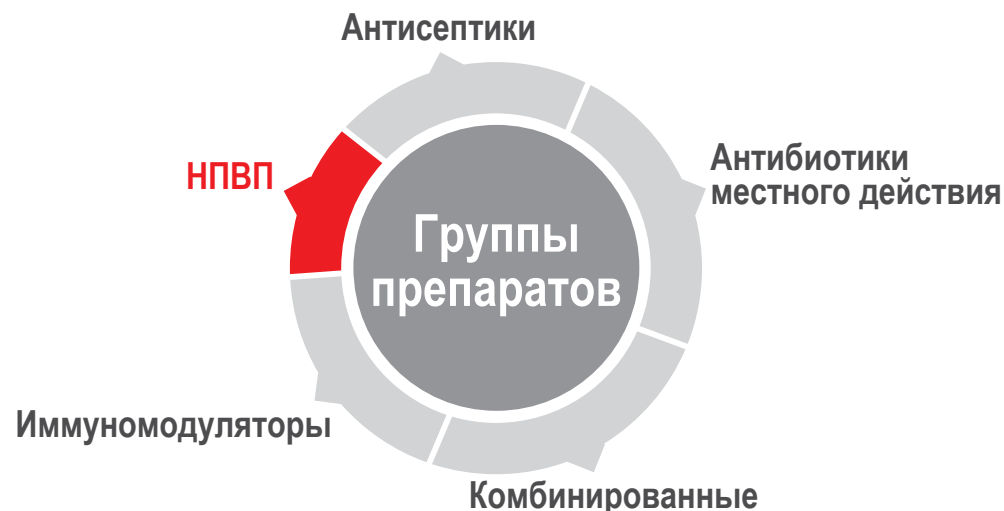 Антисептики
НПВП
Антибиотики
местного действия
Группы
препаратов
Иммуномодуляторы
Комбинированные